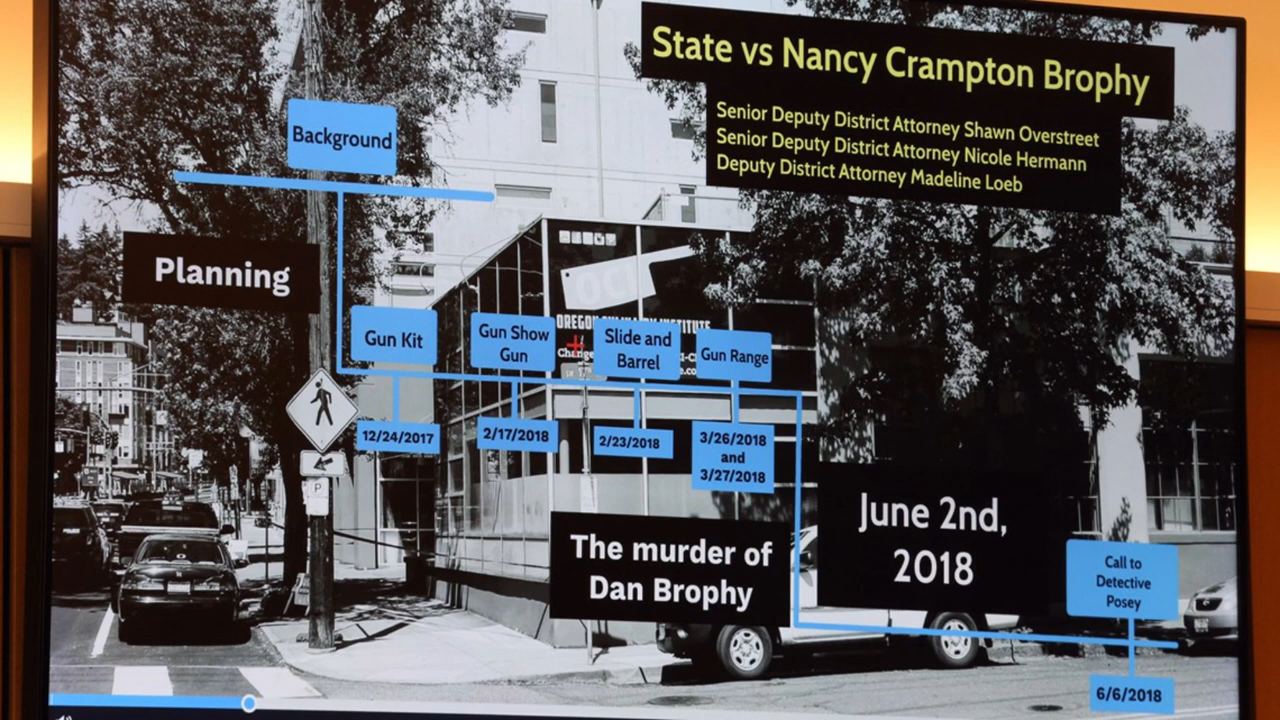 State vs Nancy Crampton Brophy
Senior Deputy District Attorney Shawn Overstreet
Senior Deputy District Attorney Nicole Hermann
Deputy District Attorney Madeline Loeb
Background
Planning
Gun Kit
Gun Show
Gun
Slide and
Barrel
Gun Range
12/24/2017
2/17/2018
2/23/2018
3/26/2018
and
3/27/2018
OCI
OREGON
INSTITUTE
Change
P
The murder of
Dan Brophy
June 2nd,
2018
Call to
Detective
Posey
6/6/2018